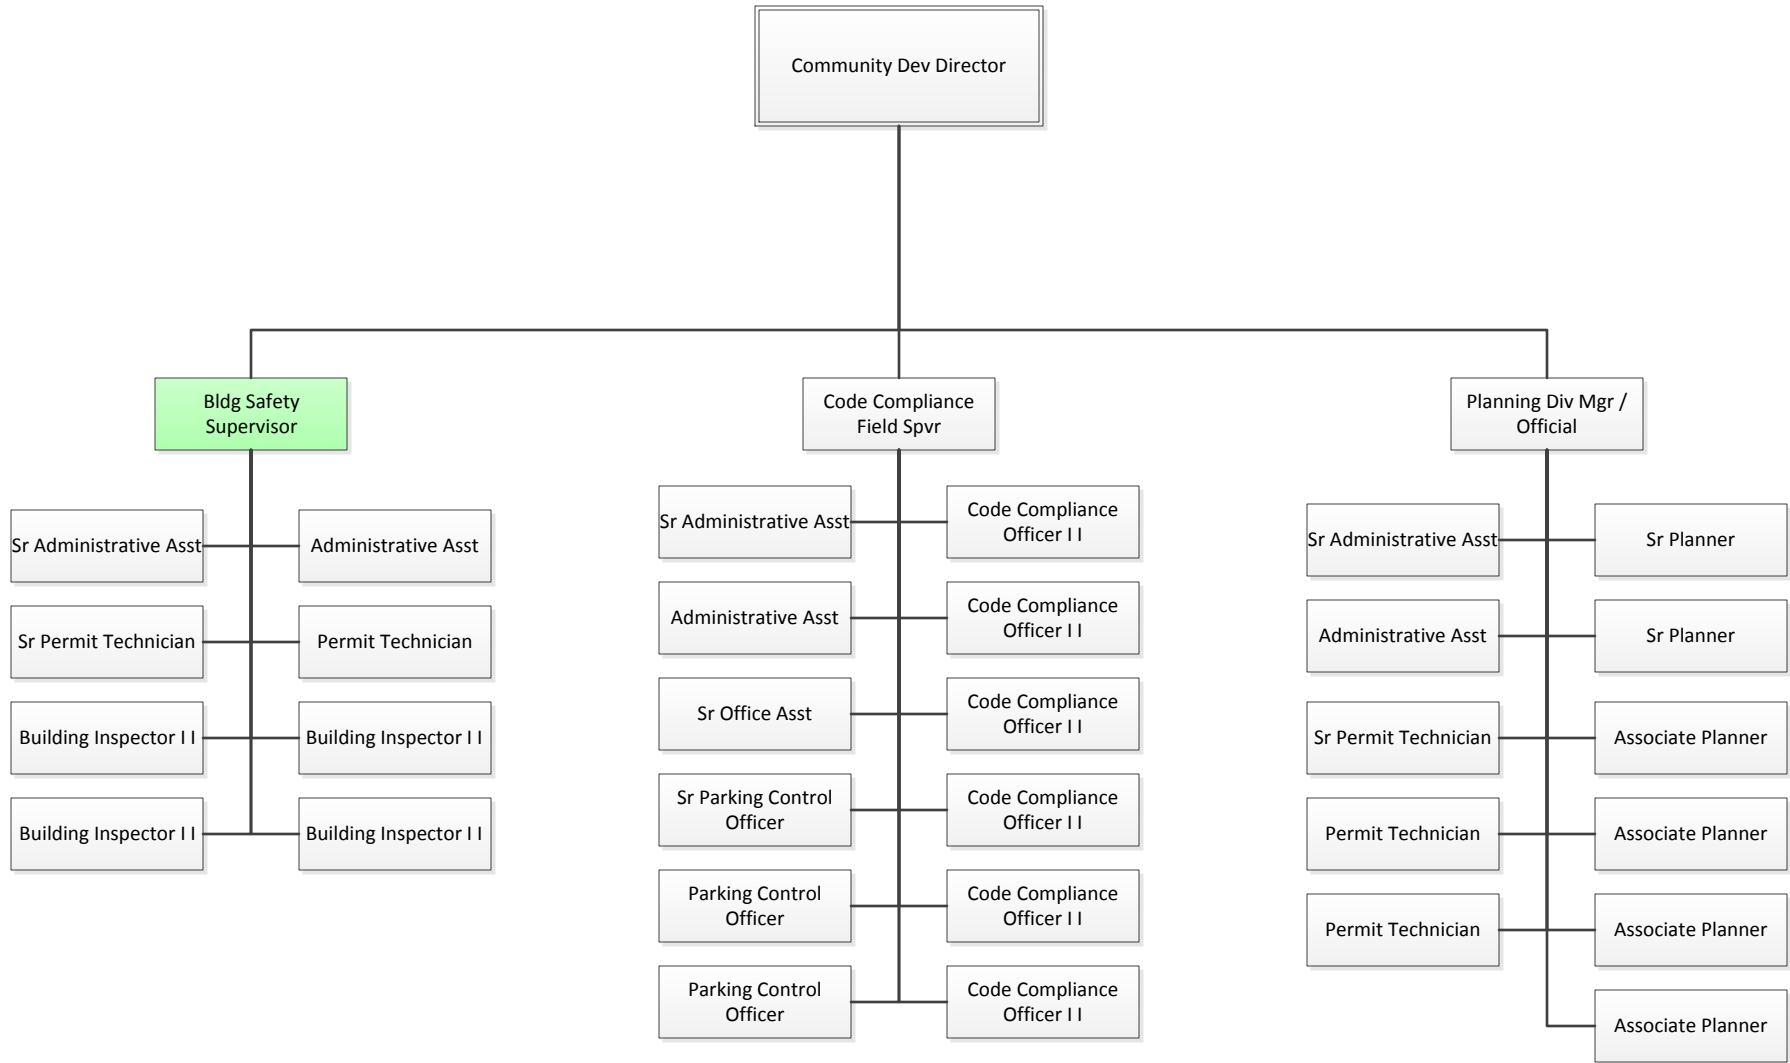 Community Dev Director
Bldg Safety
Supervisor
Code Compliance
Field Spvr
Planning Div Mgr /
Official
Sr Administrative Asst
Administrative Asst
Sr Permit Technician
Permit Technician
Building Inspector I I
Building Inspector I I
Building Inspector I I
Building Inspector I I
Sr Administrative Asst
Code Compliance
Officer I I
Administrative Asst
Code Compliance
Officer I I
Sr Office Asst
Code Compliance
Officer I I
Sr Parking Control
Officer
Code Compliance
Officer I I
Parking Control
Officer
Code Compliance
Officer I I
Parking Control
Officer
Code Compliance
Officer I I
Sr Administrative Asst
Sr Planner
Administrative Asst
Sr Planner
Sr Permit Technician
Associate Planner
Permit Technician
Associate Planner
Permit Technician
Associate Planner
Associate Planner